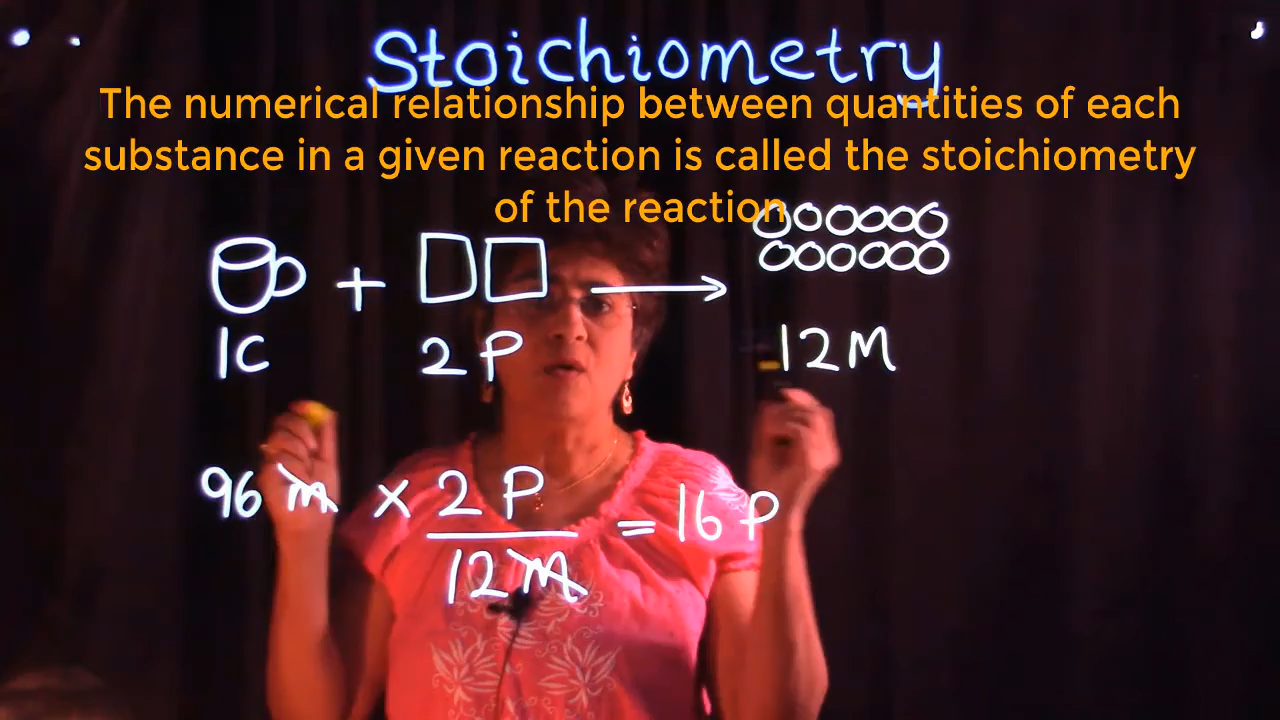 Stoichiometry
The numerical relationship between quantities of each
substance in a given reaction is called the stoichiometry
of the reaction
+ →
1C 2 P 12M
96 m × 2 P = 16 P
12 m